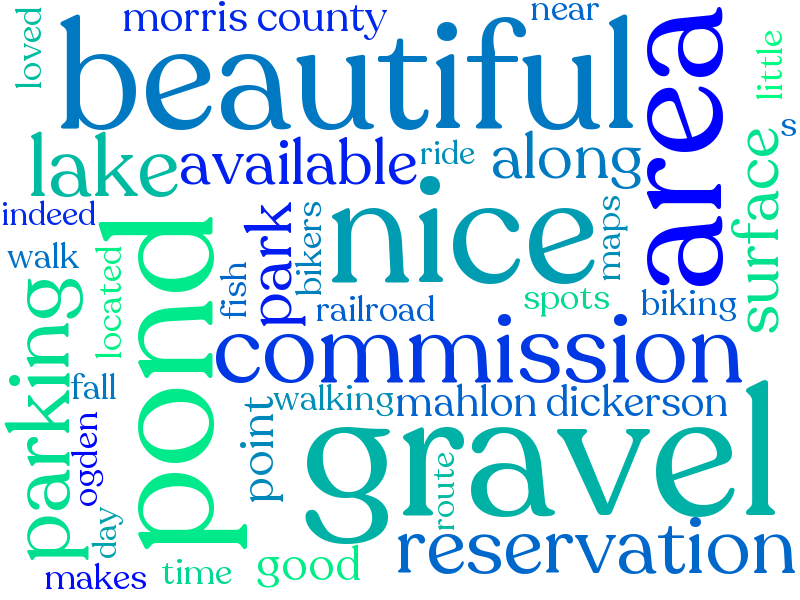 loved
morris county
near
beautiful
area
little
s
lake
available
ride
along
surface
indeed
walk
located
pond
fish
park
bikers
nice
maps
railroad
spots
biking
parking
commission
fall
ogden
point
walking
mahlon dickerson
gravel
route
day
reservation
makes
time
good